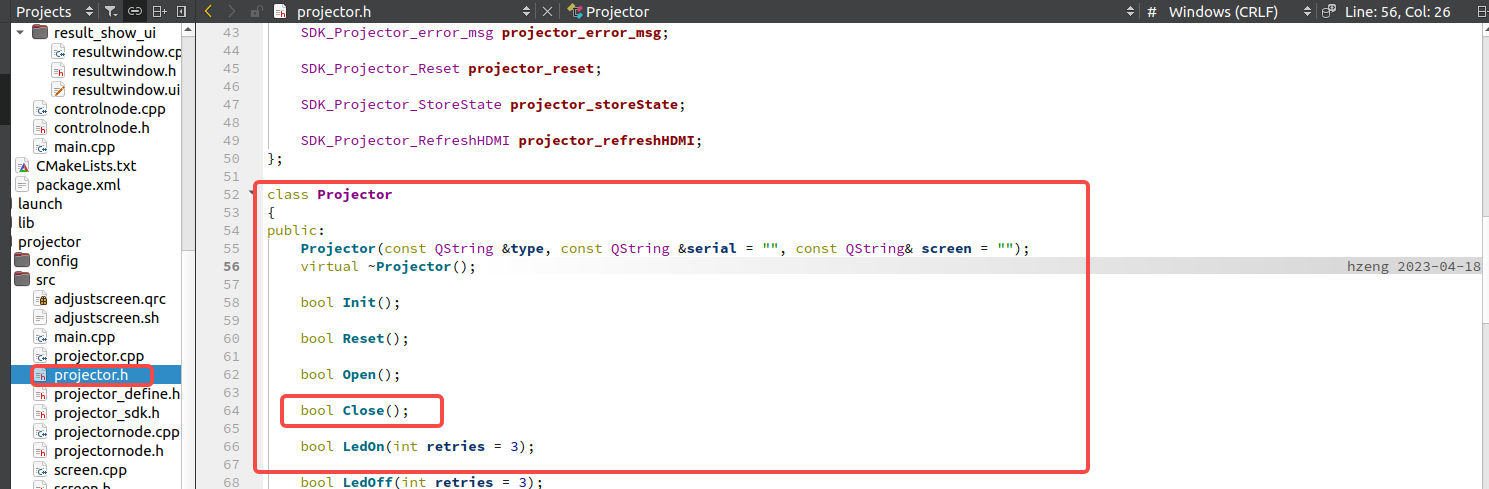 Projects
projector.h
Projector
# Windows (CRLF)
Line: 56, Col: 26
result_show_ui
resultwindow.cp
resultwindow.h
resultwindow.ui
controlnode.cpp
controlnode.h
main.cpp
CMakeLists.txt
package.xml
launch
lib
projector
config
src
adjustscreen.qrc
adjustscreen.sh
main.cpp
projector.cpp
projector.h
projector_define.h
projector_sdk.h
projectornode.cpp
projectornode.h
screen.cpp
screen.h
43 SDK_Projector_error_msg projector_error_msg;
44
45 SDK_Projector_Reset projector_reset;
46
47 SDK_Projector_StoreState projector_storeState;
48
49 SDK_Projector_RefreshHDMI projector_refreshHDMI;
50 };
51
52 class Projector
53 {
54 public:
55 Projector(const QString &type, const QString &serial = "", const QString& screen = "");
56 virtual ~Projector(); hzeng 2023-04-18
57
58 bool Init();
59
60 bool Reset();
61
62 bool Open();
63
64 bool Close();
65
66 bool LedOn(int retries = 3);
67
68 bool LedOff(int retries = 3);